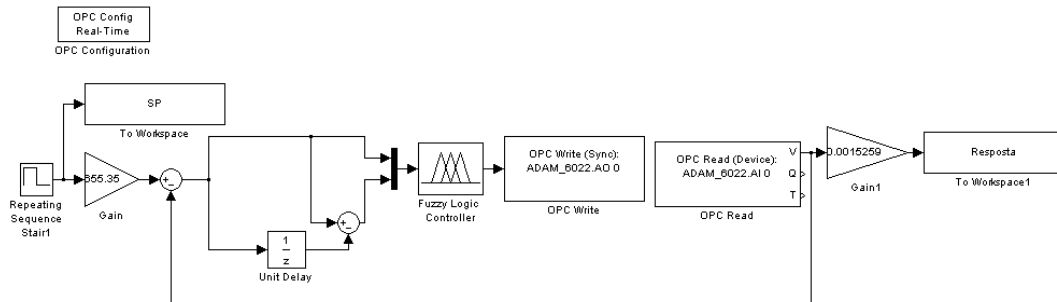 OPC Config
Real-Time
OPC Configuration
SP
To Workspace
Repeating
Sequence
Stair1
655.35
Gain
1
z
Unit Delay
Fuzzy Logic
Controller
OPC Write (Sync):
ADAM_6022.AO 0
OPC Write
OPC Read (Device):
ADAM_6022.AI 0
V
Q
T
OPC Read
0.0015259
Gain1
Resposta
To Workspace1